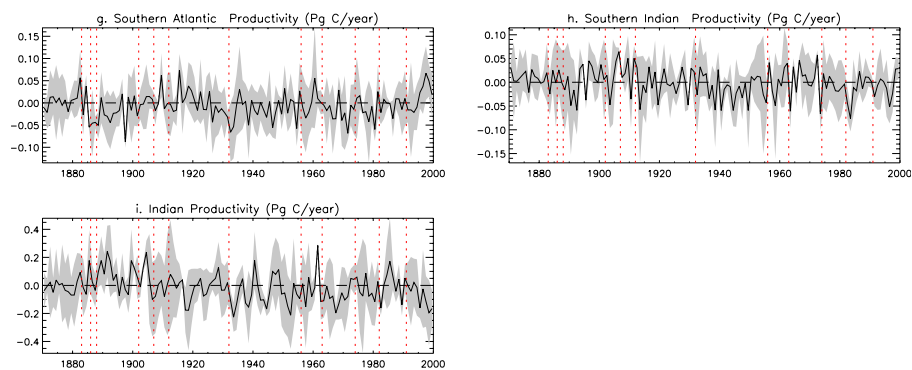 g. Southern Atlantic Productivity (Pg C/year)
0.15
0.10
0.05
0.00
-0.05
-0.10
1880 1900 1920 1940 1960 1980 2000
h. Southern Indian Productivity (Pg C/year)
0.10
0.05
0.00
-0.05
-0.10
-0.15
1880 1900 1920 1940 1960 1980 2000
i. Indian Productivity (Pg C/year)
0.4
0.2
0.0
-0.2
-0.4
1880 1900 1920 1940 1960 1980 2000